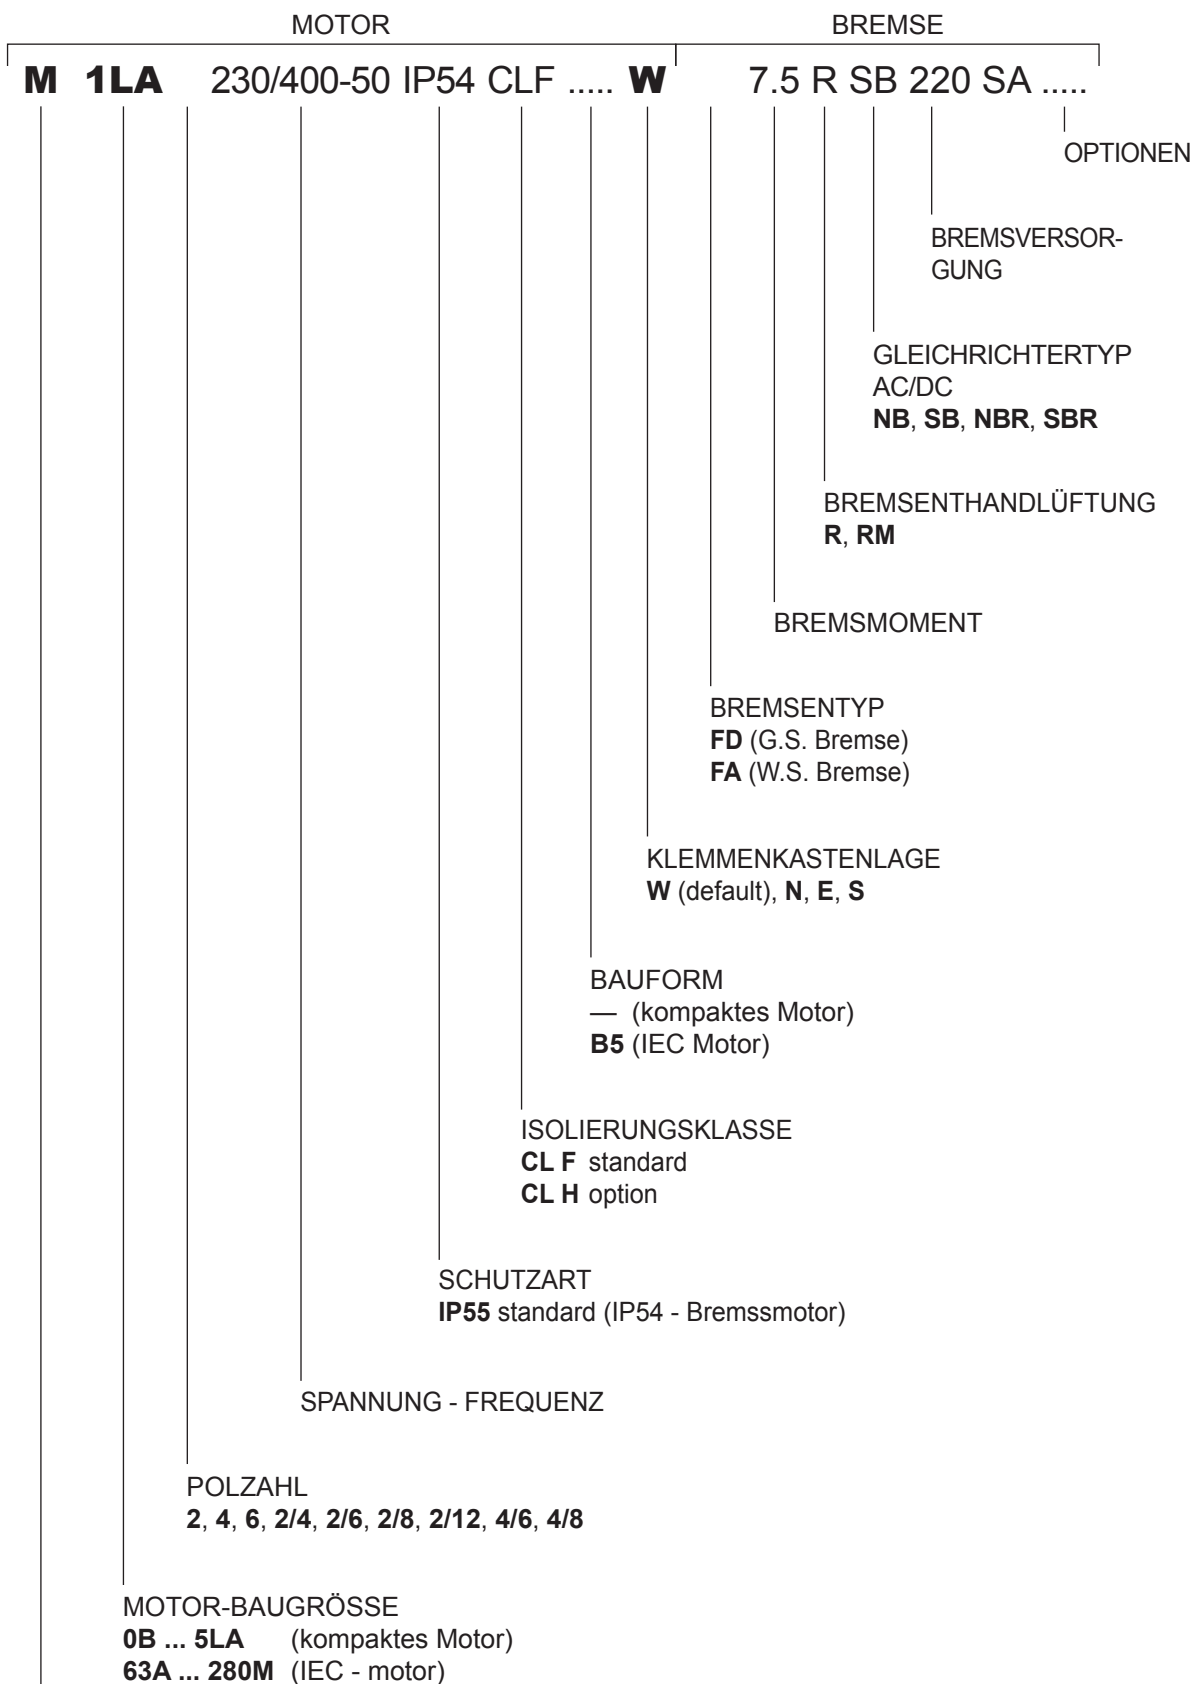 MOTOR BREMSE
M 1LA 230/400-50 IP54 CLF ..... W 7.5 R SB 220 SA .....
OPTIONEN
BREMSVERSOR-
GUNG
GLEICHRICHTERTYP
AC/DC
NB, SB, NBR, SBR
BREMSENTHANDLÜFTUNG
R, RM
BREMSMOMENT
BREMSENTYP
FD (G.S. Bremse)
FA (W.S. Bremse)
KLEMMENKASTENLAGE
W (default), N, E, S
BAUFORM
— (kompaktes Motor)
B5 (IEC Motor)
ISOLIERUNGSKLASSE
CL F standard
CL H option
SCHUTZART
IP55 standard (IP54 - Bremssmotor)
SPANNUNG - FREQUENZ
POLZAHL
2, 4, 6, 2/4, 2/6, 2/8, 2/12, 4/6, 4/8
MOTOR-BAUGRÖSSE
0B ... 5LA (kompaktes Motor)
63A ... 280M (IEC - motor)